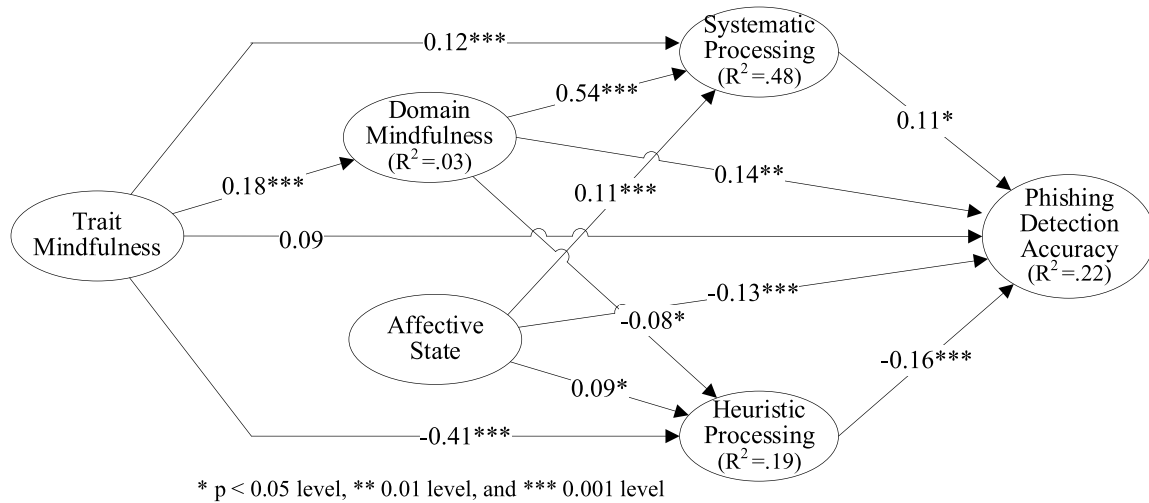 Systematic
Processing
(R² =.48)
0.12***
0.54***
Domain
Mindfulness
(R² =.03)
0.11*
0.18***
0.11***
0.14**
Trait
Mindfulness
0.09
Phishing
Detection
Accuracy
(R² =.22)
-0.13***
Affective
State
-0.08*
0.09*
-0.16***
Heuristic
Processing
(R² =.19)
-0.41***
* p < 0.05 level, ** 0.01 level, and *** 0.001 level